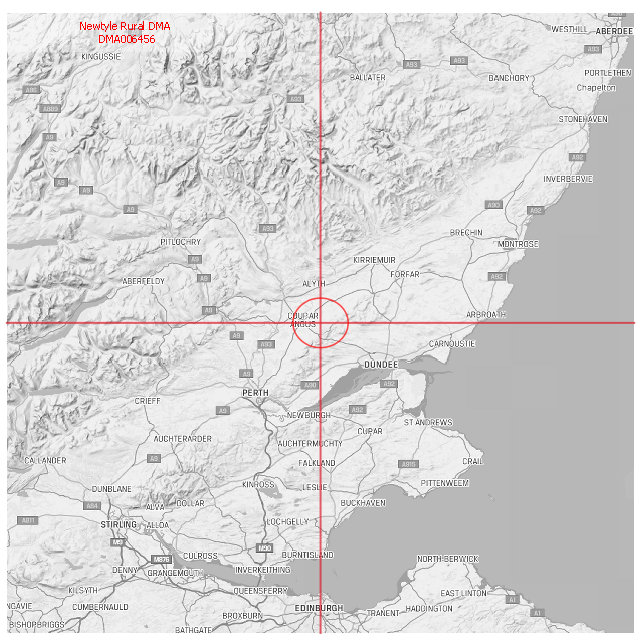 Newtyle Rural DMA
DMA006456
WESTHILL
ABERDEE
A93
KINGUSSIE
A93
A93
BALLATER
BANCHORY
PORTLETHEN
Chapelton
A86
A93
A889
STONEHAVEN
A9
A92
INVERBERVIE
A9
A9
A9
A90
A92
A93
BRECHIN
PITLOCHRY
MONTROSE
A9
KIRRIEMUIR
FORFAR
A9
A92
ABERFELDY
ALYTH
A9
COUPAR
ANGUS
ARBROATH
A9
A93
CARNOUSTIE
DUNDEE
A9
A90
A92
PERTH
CRIEFF
A9
NEWBURGH
A92
ST ANDREWS
CUPAR
AUCHTERARDER
AUCHTERMUCHTY
CALLANDER
A9
FALKLAND
A915
CRAIL
KINROSS
LESLIE
PITTENWEEM
DUNBLANE
BUCKHAVEN
A84
ALVA
DOLLAR
A811
STIRLING
ALLOA
LOCHGELLY
M9
M90
CULROSS
BURNTISLAND
M876
NORTH BERWICK
DENNY
GRANGEMOUTH
INVERKEITHING
KILSYTH
QUEENSFERRY
EAST LINTON
A1
NGAVIE
CUMBERNAULD
EDINBURGH
HADDINGTON
A1
BROXBURN
TRANENT
BISHOPBRIGGS
BATHGATE